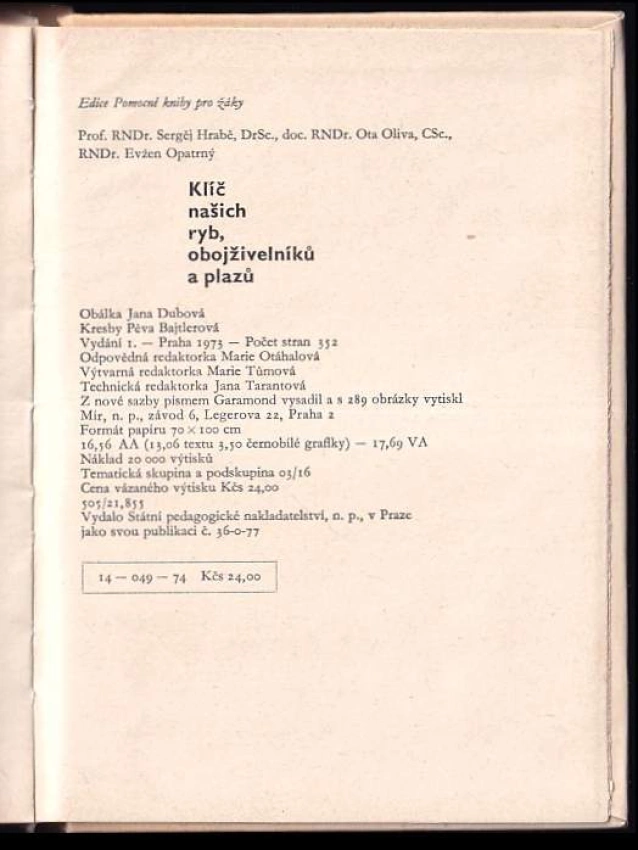 Edice Pomocné knihy pro žáky
Prof. RNDr. Sergěj Hrabě, DrSc., doc. RNDr. Ota Oliva, CSc.,
RNDr. Evžen Opatrný
Klíč
našich
ryb,
obojživelníků
a plazů
Obálka Jana Dubová
Kresby Péva Bajtlerová
Vydání 1. — Praha 1973 — Počet stran 352
Odpovědná redaktorka Marie Otáhalová
Výtvarná redaktorka Marie Tůmová
Technická redaktorka Jana Tarantová
Z nové sazby písmem Garamond vysadil a s 289 obrázky vytiskl
Mír, n. p., závod 6, Legerova 22, Praha 2
Formát papíru 70 × 100 cm
16,56 AA (13,06 textu 3,50 černobílé grafiky) — 17,69 VA
Náklad 20 000 výtisků
Tematická skupina a podskupina 03/16
Cena vázaného výtisku Kčs 24,00
505/21,855
Vydalo Státní pedagogické nakladatelství, n. p., v Praze
jako svou publikaci č. 36-0-77
14 — 049 — 74 Kčs 24,00